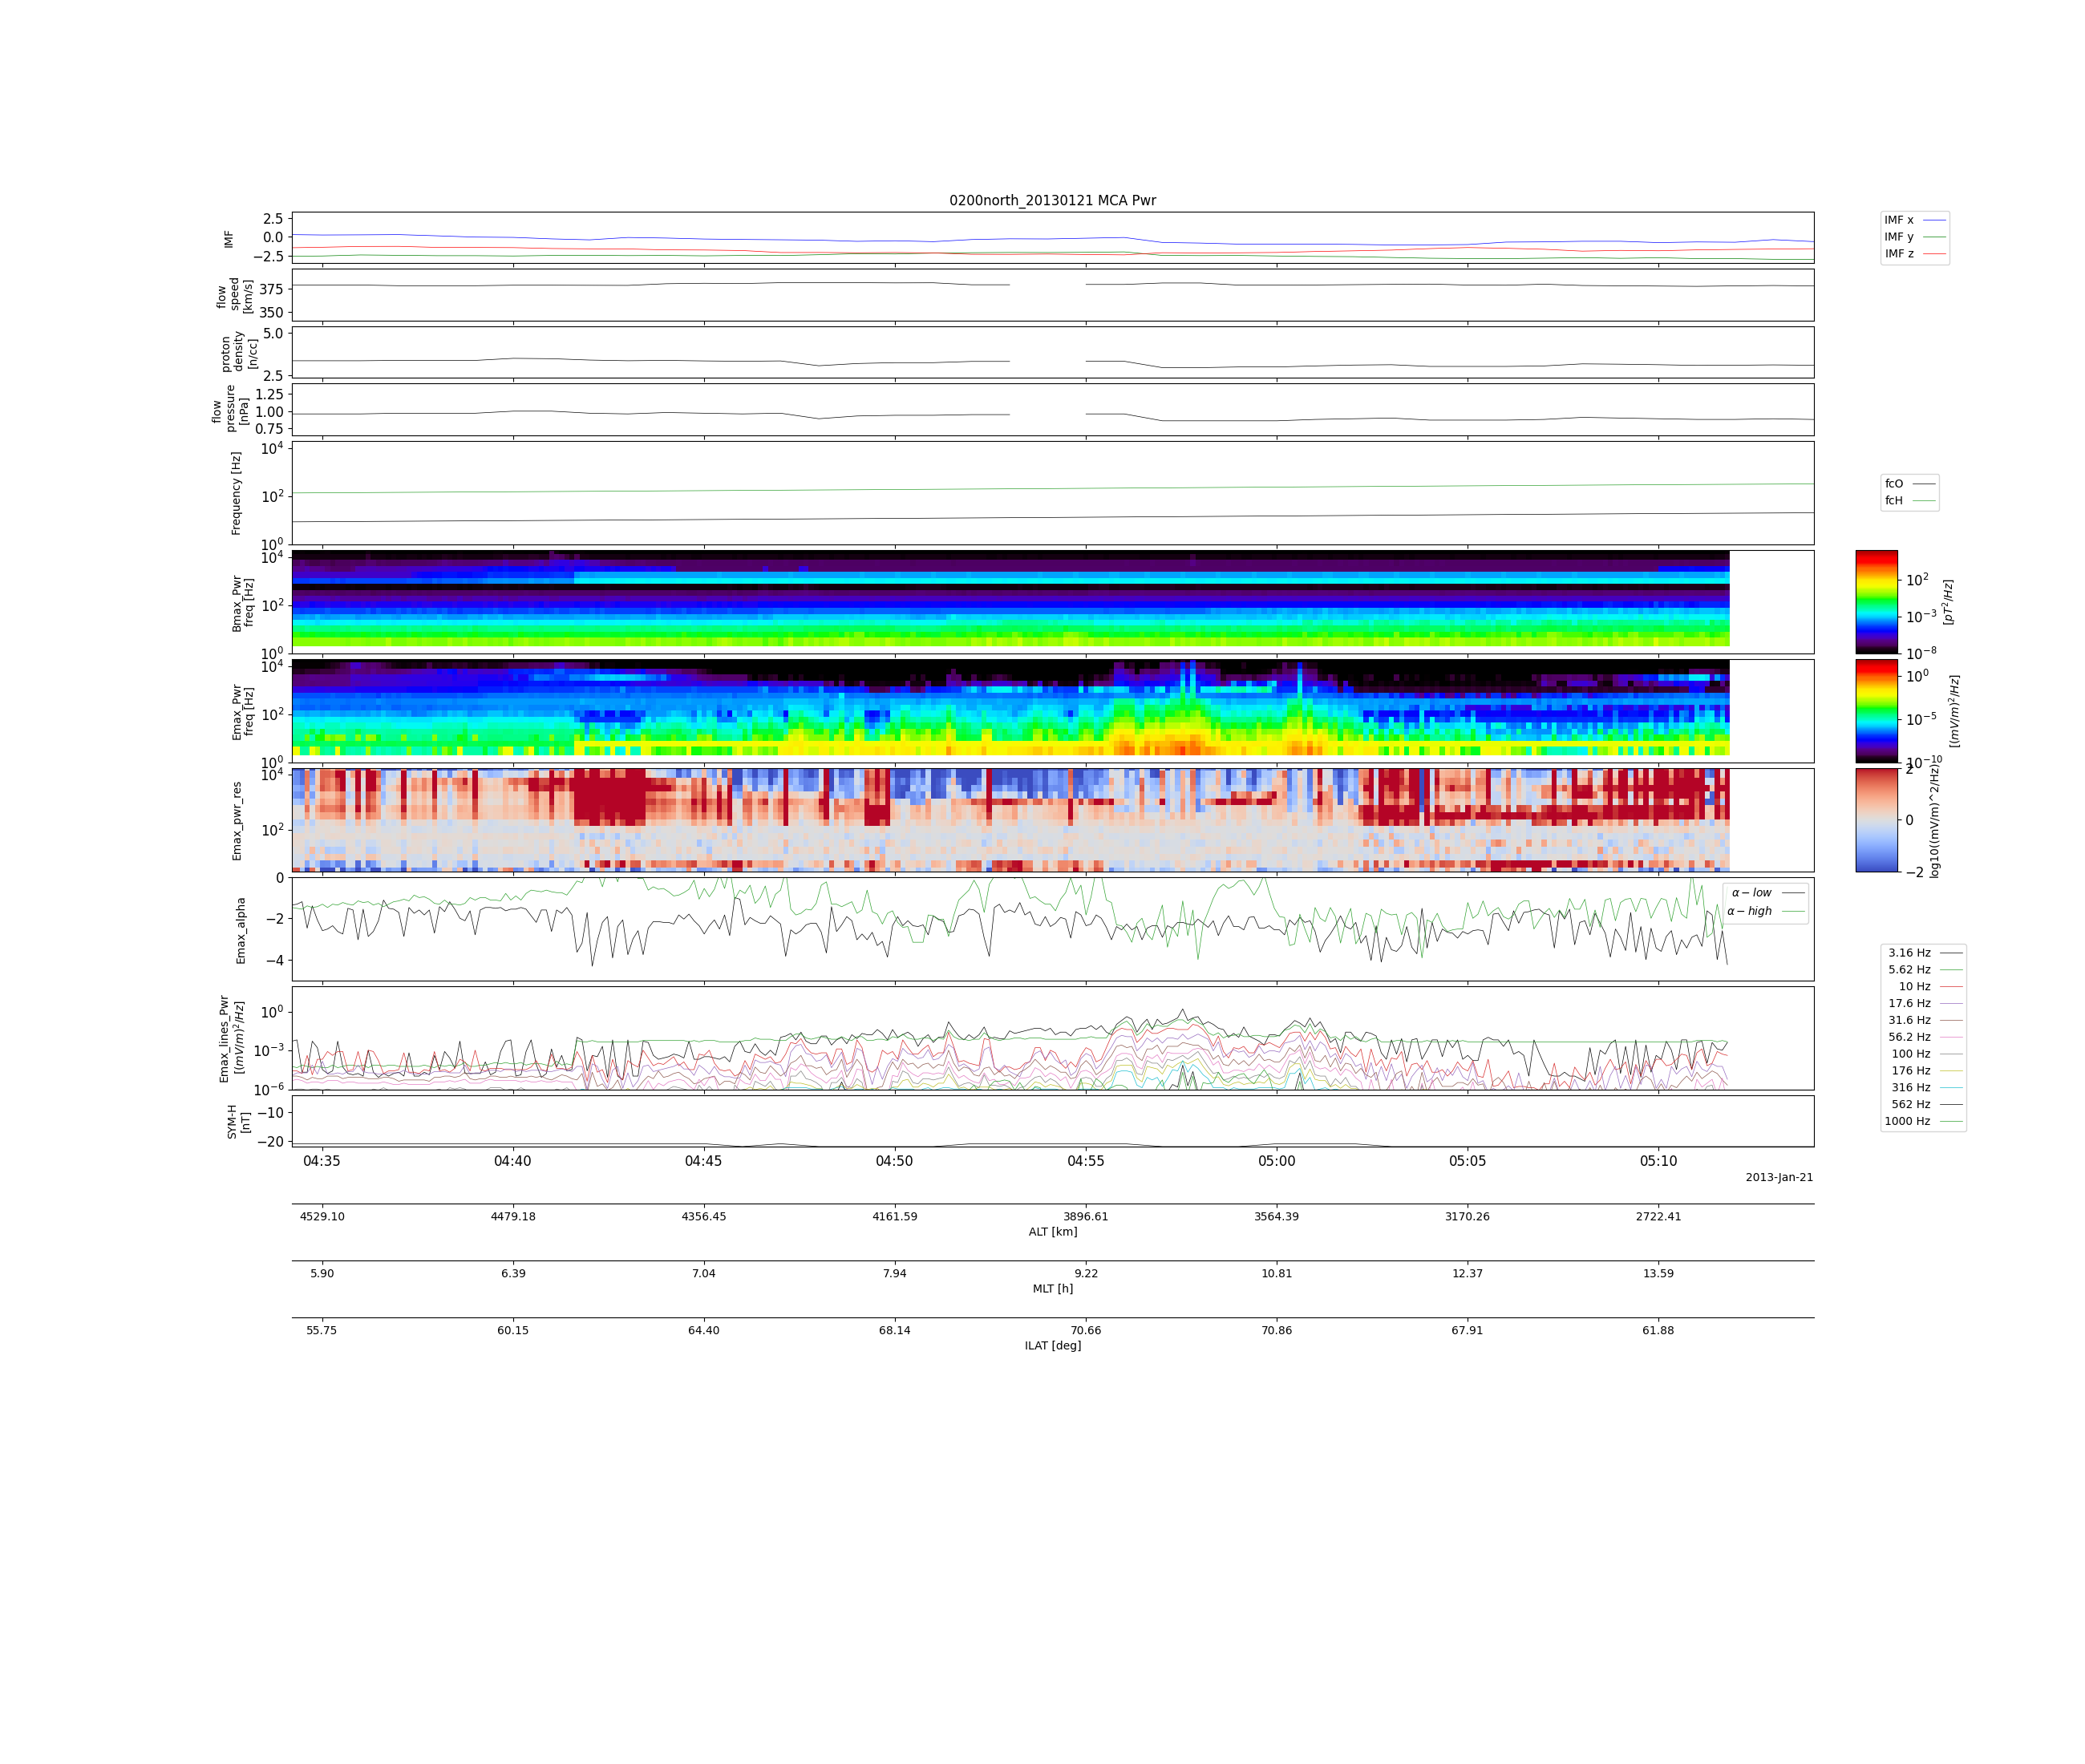 0200north_20130121 MCA Pwr
IMF
2.5
0.0
−2.5
IMF x
IMF y
IMF z
flow
speed
[km/s]
375
350
proton
density
[n/cc]
5.0
2.5
flow
pressure
[nPa]
1.25
1.00
0.75
Frequency [Hz]
10^4
10^2
10^0
fcO
fcH
Bmax_Pwr
freq [Hz]
10^4
10^2
10^0
10^2
10^−3
10^−8
[pT^2/Hz]
Emax_Pwr
freq [Hz]
10^4
10^2
10^0
10^0
10^−5
10^−10
[(mV/m)^2/Hz]
Emax_pwr_res
10^4
10^2
2
0
−2
log10((mV/m)^2/Hz)
Emax_alpha
0
−2
−4
α − low
α − high
Emax_lines_Pwr
[(mV/m)^2/Hz]
10^0
10^−3
10^−6
3.16 Hz
5.62 Hz
10 Hz
17.6 Hz
31.6 Hz
56.2 Hz
100 Hz
176 Hz
316 Hz
562 Hz
1000 Hz
SYM-H
[nT]
−10
−20
04:35 04:40 04:45 04:50 04:55 05:00 05:05 05:10
2013-Jan-21
4529.10 4479.18 4356.45 4161.59 3896.61 3564.39 3170.26 2722.41
ALT [km]
5.90 6.39 7.04 7.94 9.22 10.81 12.37 13.59
MLT [h]
55.75 60.15 64.40 68.14 70.66 70.86 67.91 61.88
ILAT [deg]